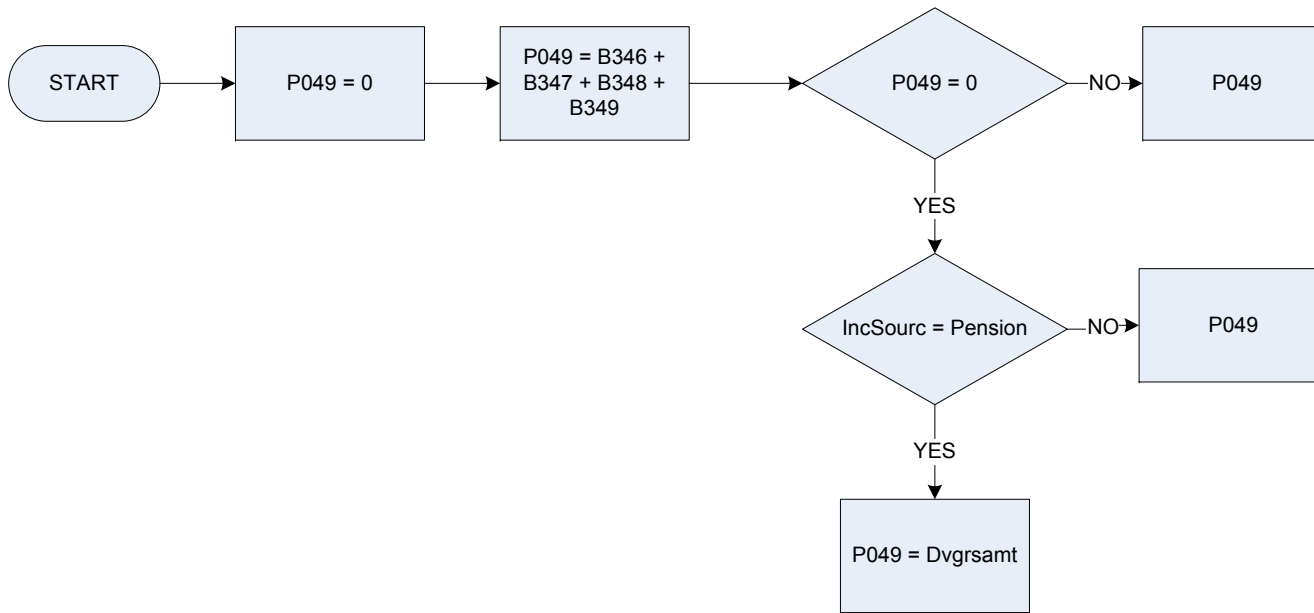 START
P049 = 0
P049 = B346 +
B347 + B348 +
B349
P049 = 0
NO
P049
YES
IncSourc = Pension
NO
P049
YES
P049 = Dvgrsamt